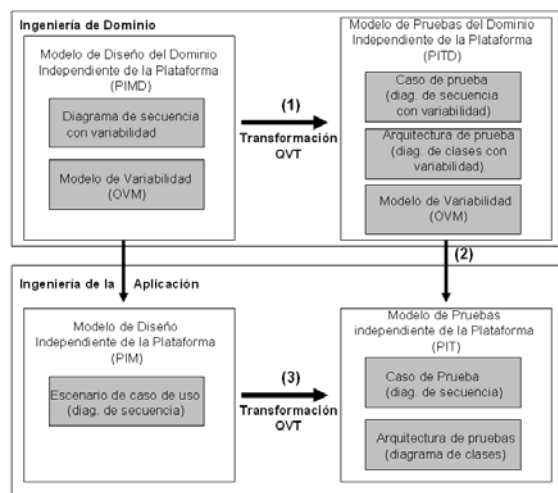 Ingeniería de Dominio
Modelo de Diseño del Dominio
Independiente de la Plataforma
(PIMD)
Diagrama de secuencia
con variabilidad
Modelo de Variabilidad
(OVM)
(1)
Transformación
QVT
Modelo de Pruebas del Dominio
Independiente de la Plataforma
(PITD)
Caso de prueba
(diag. de secuencia
con variabilidad)
Arquitectura de prueba
(diag. de clases con
variabilidad)
Modelo de Variabilidad
(OVM)
(2)
Ingeniería de la Aplicación
Modelo de Diseño
Independiente de la Plataforma
(PIM)
Escenario de caso de uso
(diag. de secuencia)
(3)
Transformación
QVT
Modelo de Pruebas
independiente de la Plataforma
(PIT)
Caso de Prueba
(diag. de secuencia)
Arquitectura de pruebas
(diagrama de clases)